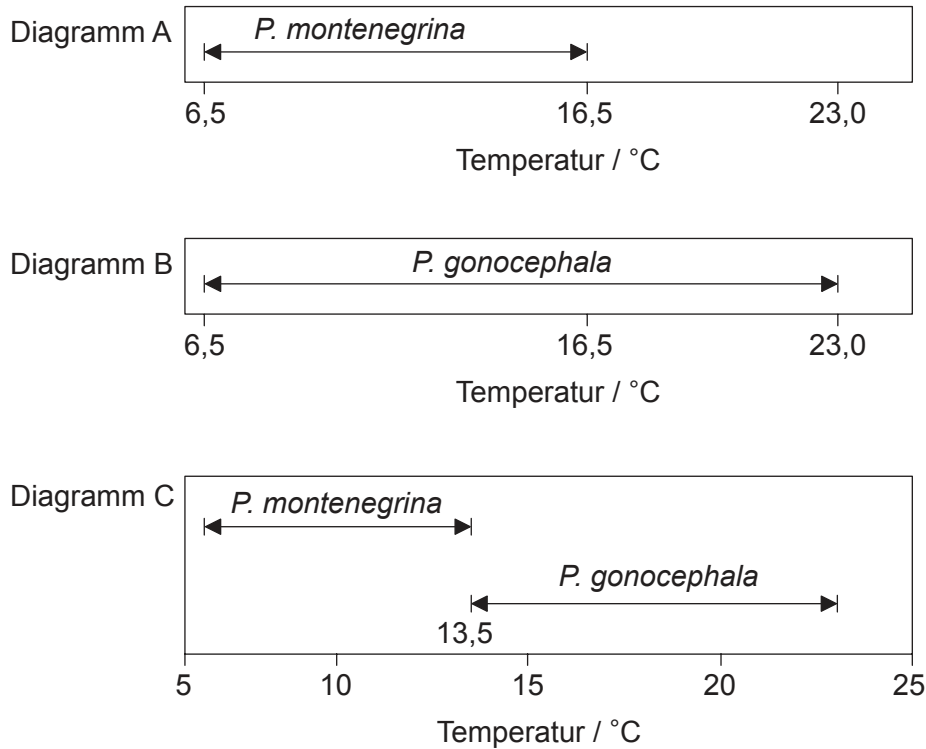 Diagramm A
P. montenegrina
6,5 16,5 23,0
Temperatur / °C
Diagramm B
P. gonocephala
6,5 16,5 23,0
Temperatur / °C
Diagramm C
P. montenegrina
P. gonocephala
13,5
5 10 15 20 25
Temperatur / °C